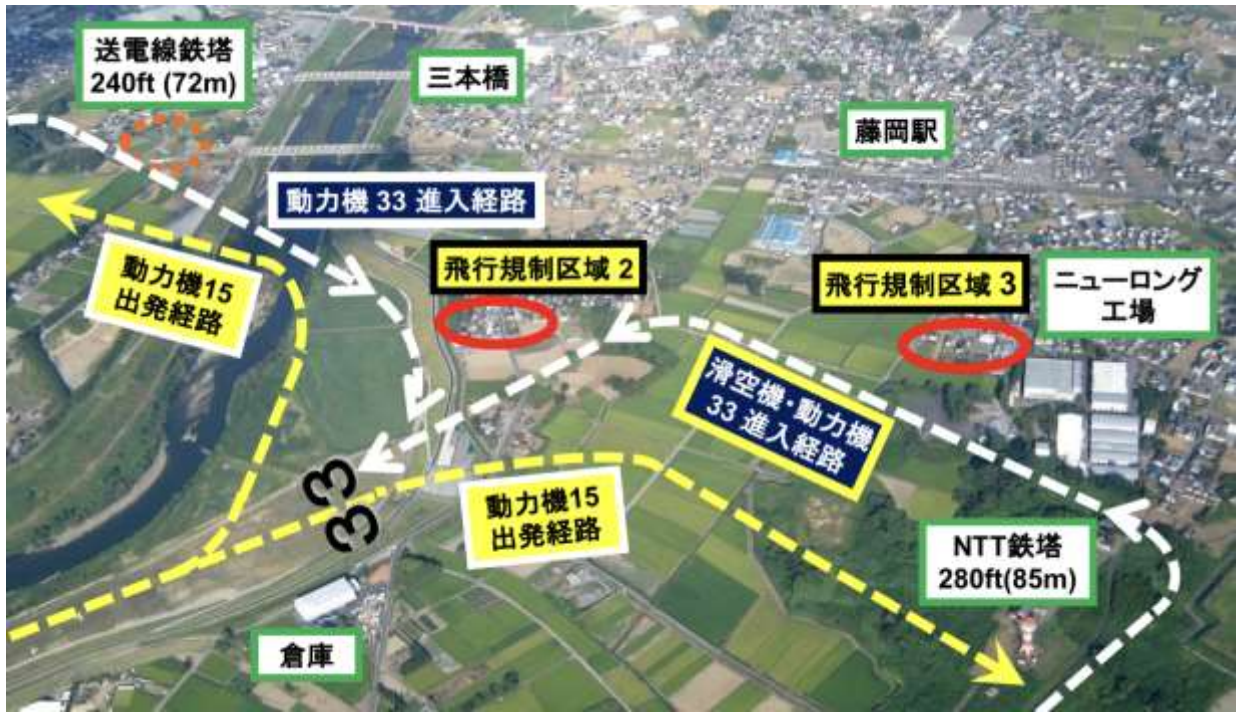 送電線鉄塔
240ft (72m)
三本橋
藤岡駅
動力機 33 進入経路
飛行規制区域 2
飛行規制区域 3
ニューロング
工場
動力機15
出発経路
滑空機・動力機
33 進入経路
33
動力機15
出発経路
NTT鉄塔
280ft(85m)
倉庫